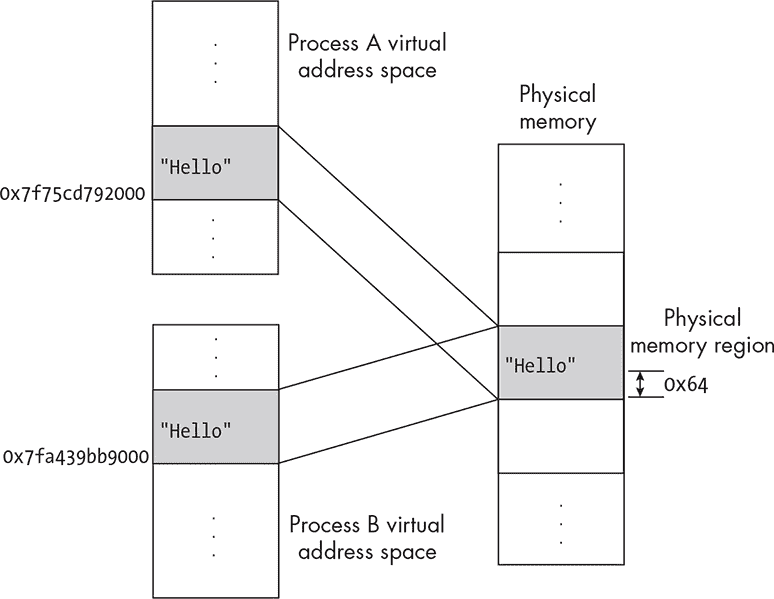 Process A virtual
address space
"Hello"
0x7f75cd792000
Physical
memory
"Hello"
Physical
memory region
0x64
"Hello"
0x7fa439bb9000
Process B virtual
address space